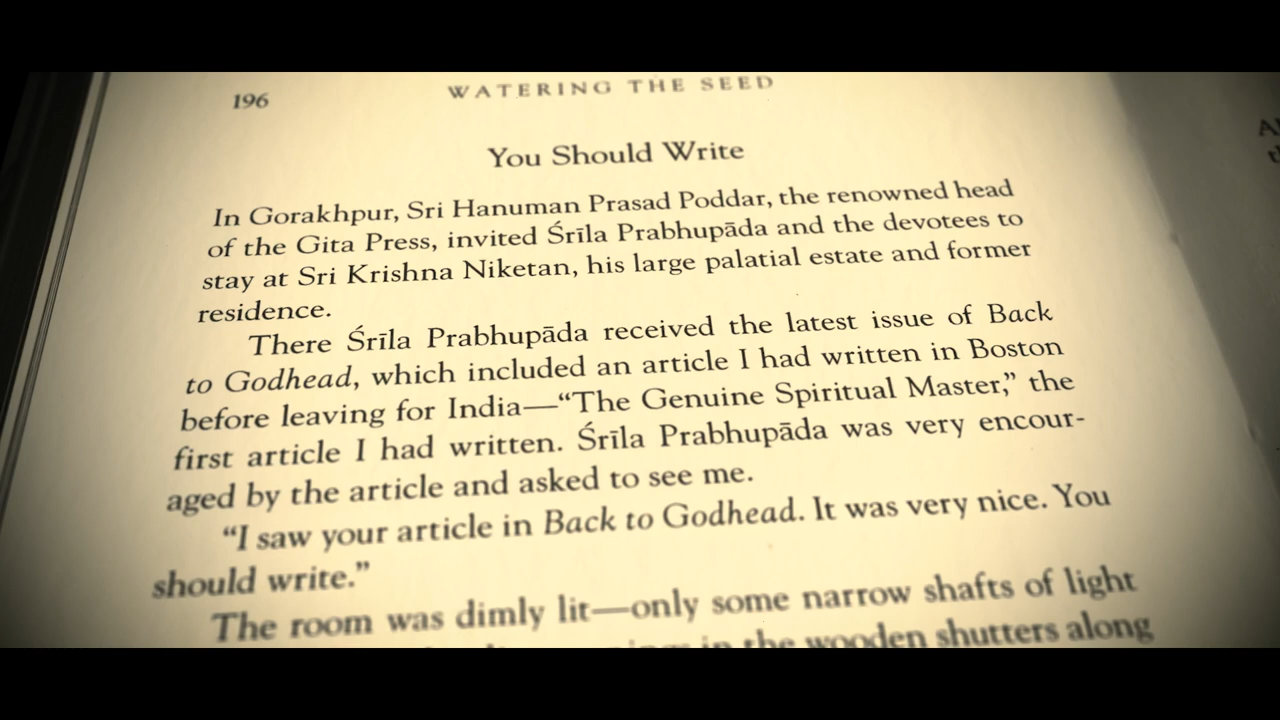 196
WATERING THE SEED
You Should Write
In Gorakhpur, Sri Hanuman Prasad Poddar, the renowned head
of the Gita Press, invited Śrīla Prabhupāda and the devotees to
stay at Sri Krishna Niketan, his large palatial estate and former
residence.
There Śrīla Prabhupāda received the latest issue of Back
to Godhead, which included an article I had written in Boston
before leaving for India—“The Genuine Spiritual Master,” the
first article I had written. Śrīla Prabhupāda was very encour-
aged by the article and asked to see me.
“I saw your article in Back to Godhead. It was very nice. You
should write.”
The room was dimly lit—only some narrow shafts of light
in the wooden shutters along